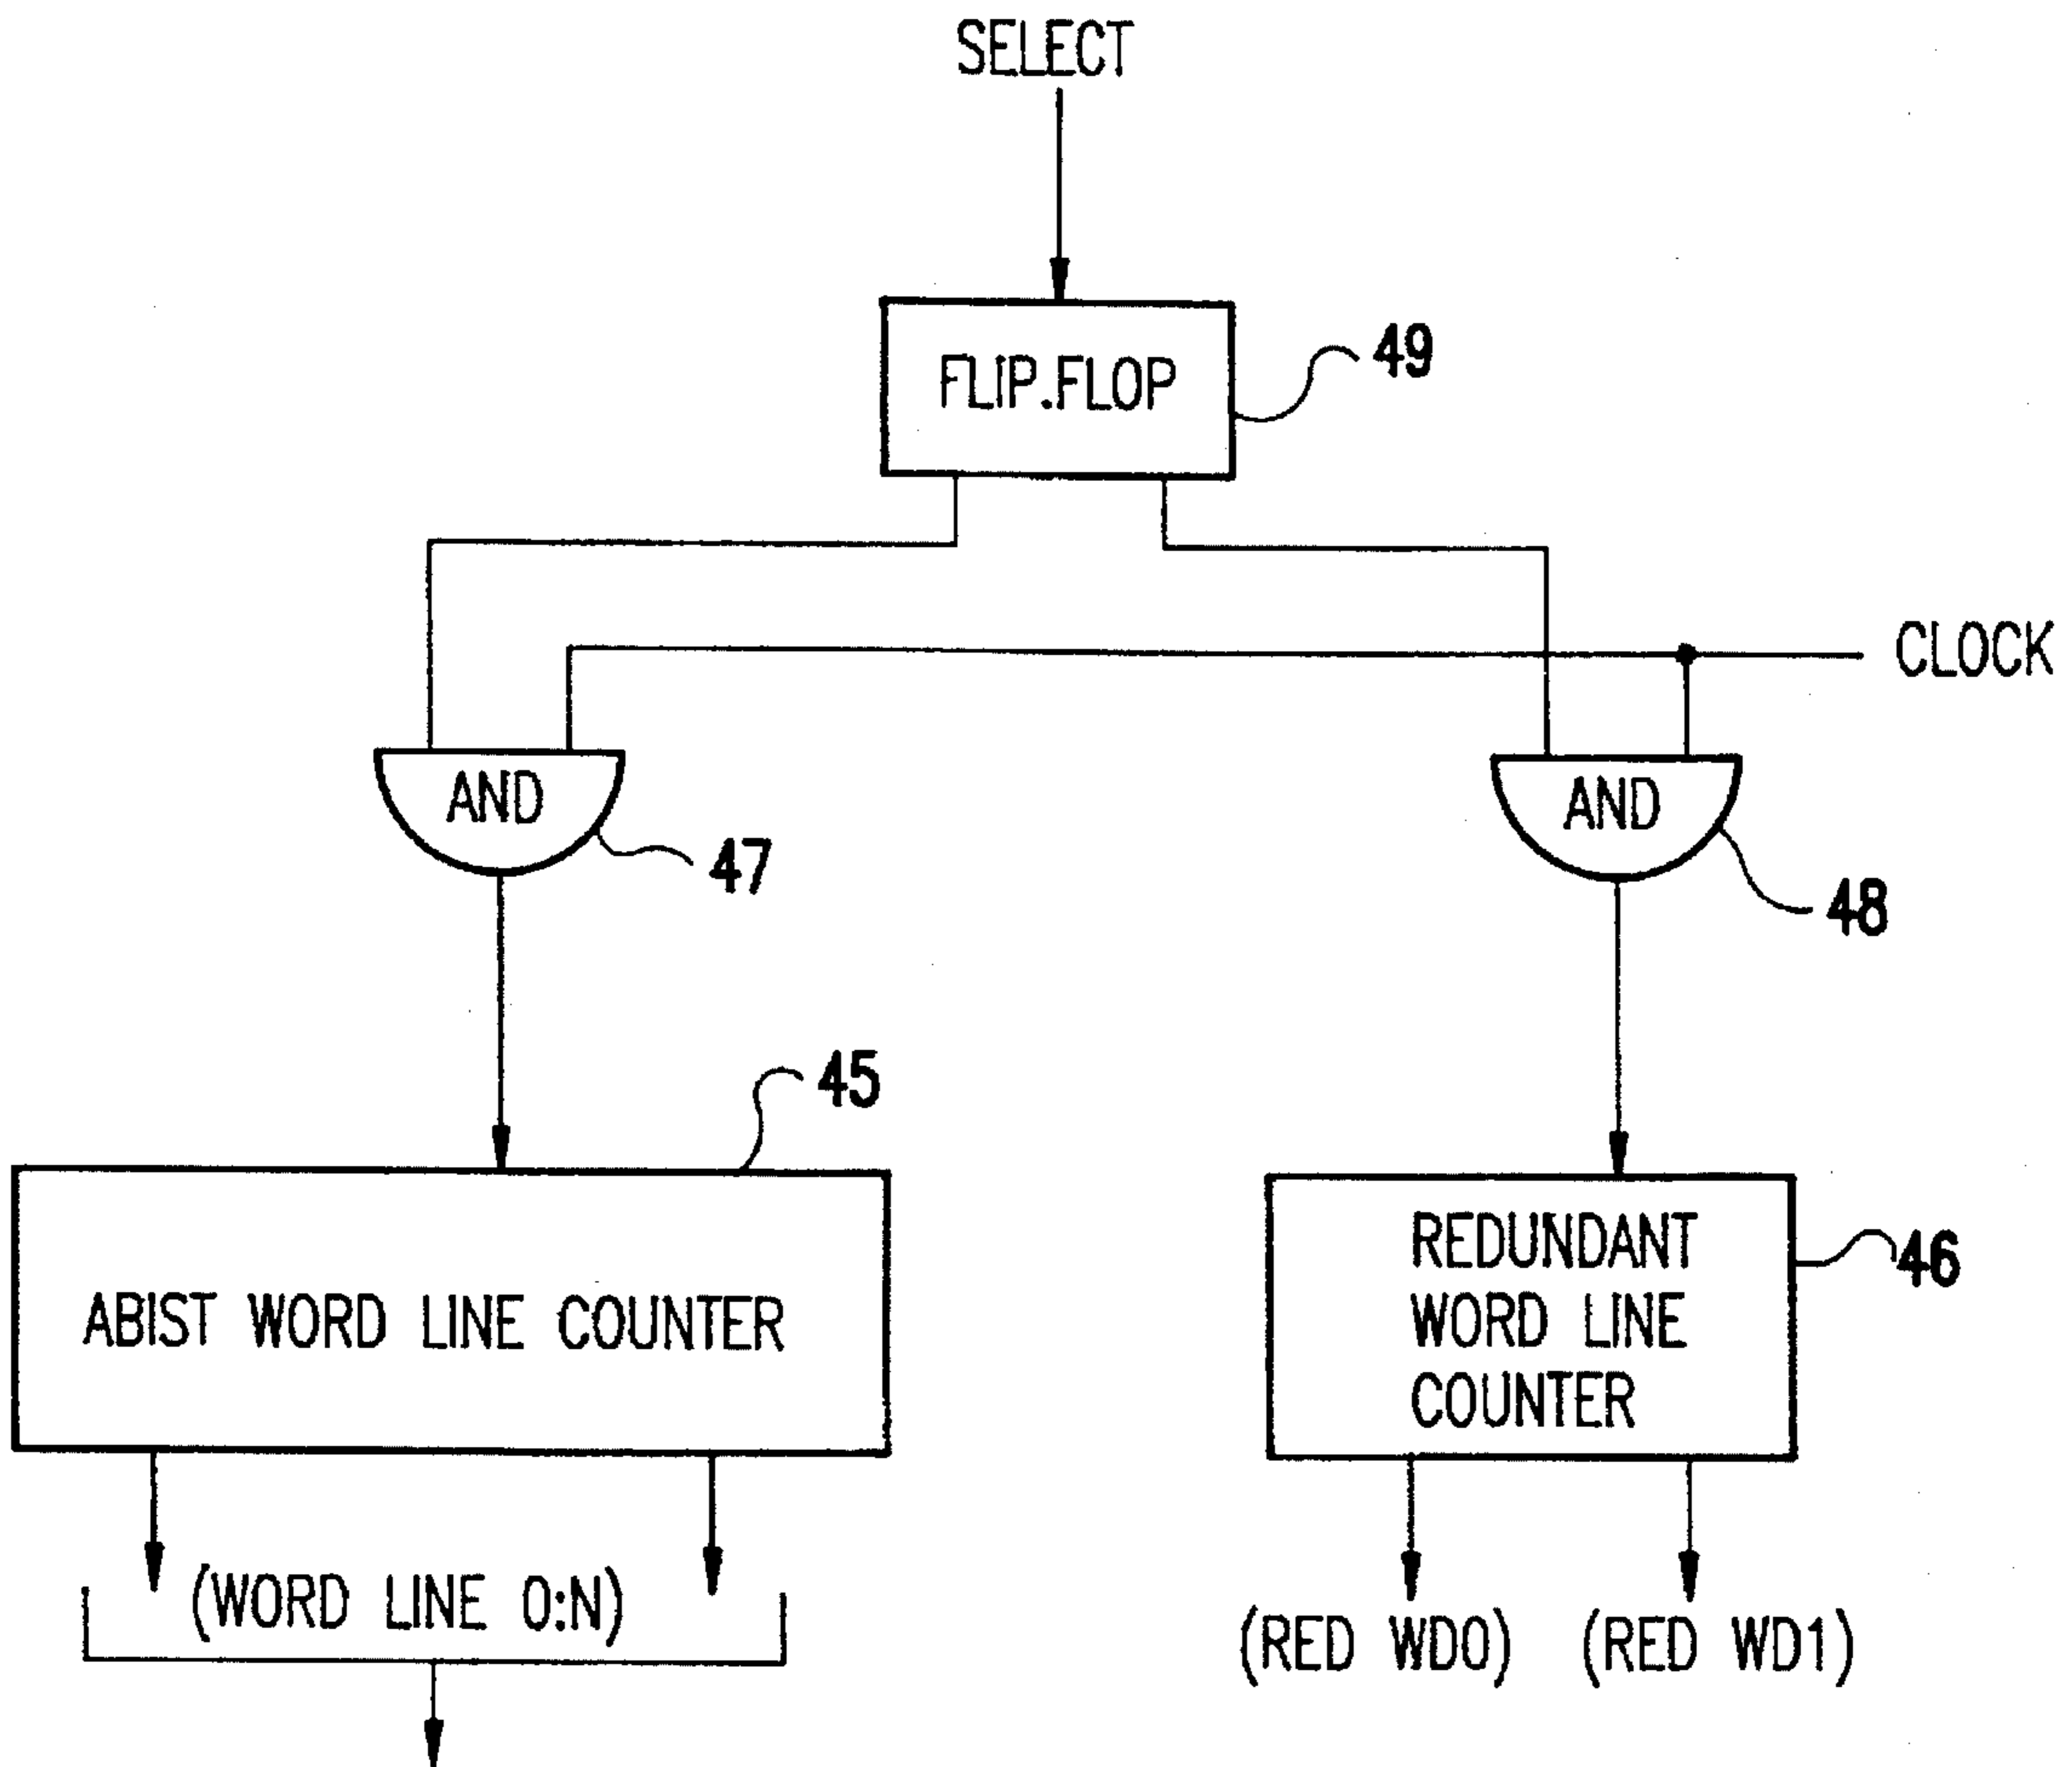 SELECT
FLIP.FLOP
49
CLOCK
AND
AND
47
48
45
ABIST WORD LINE COUNTER
REDUNDANT
WORD LINE
COUNTER
46
(WORD LINE 0:N)
(RED WD0) (RED WD1)